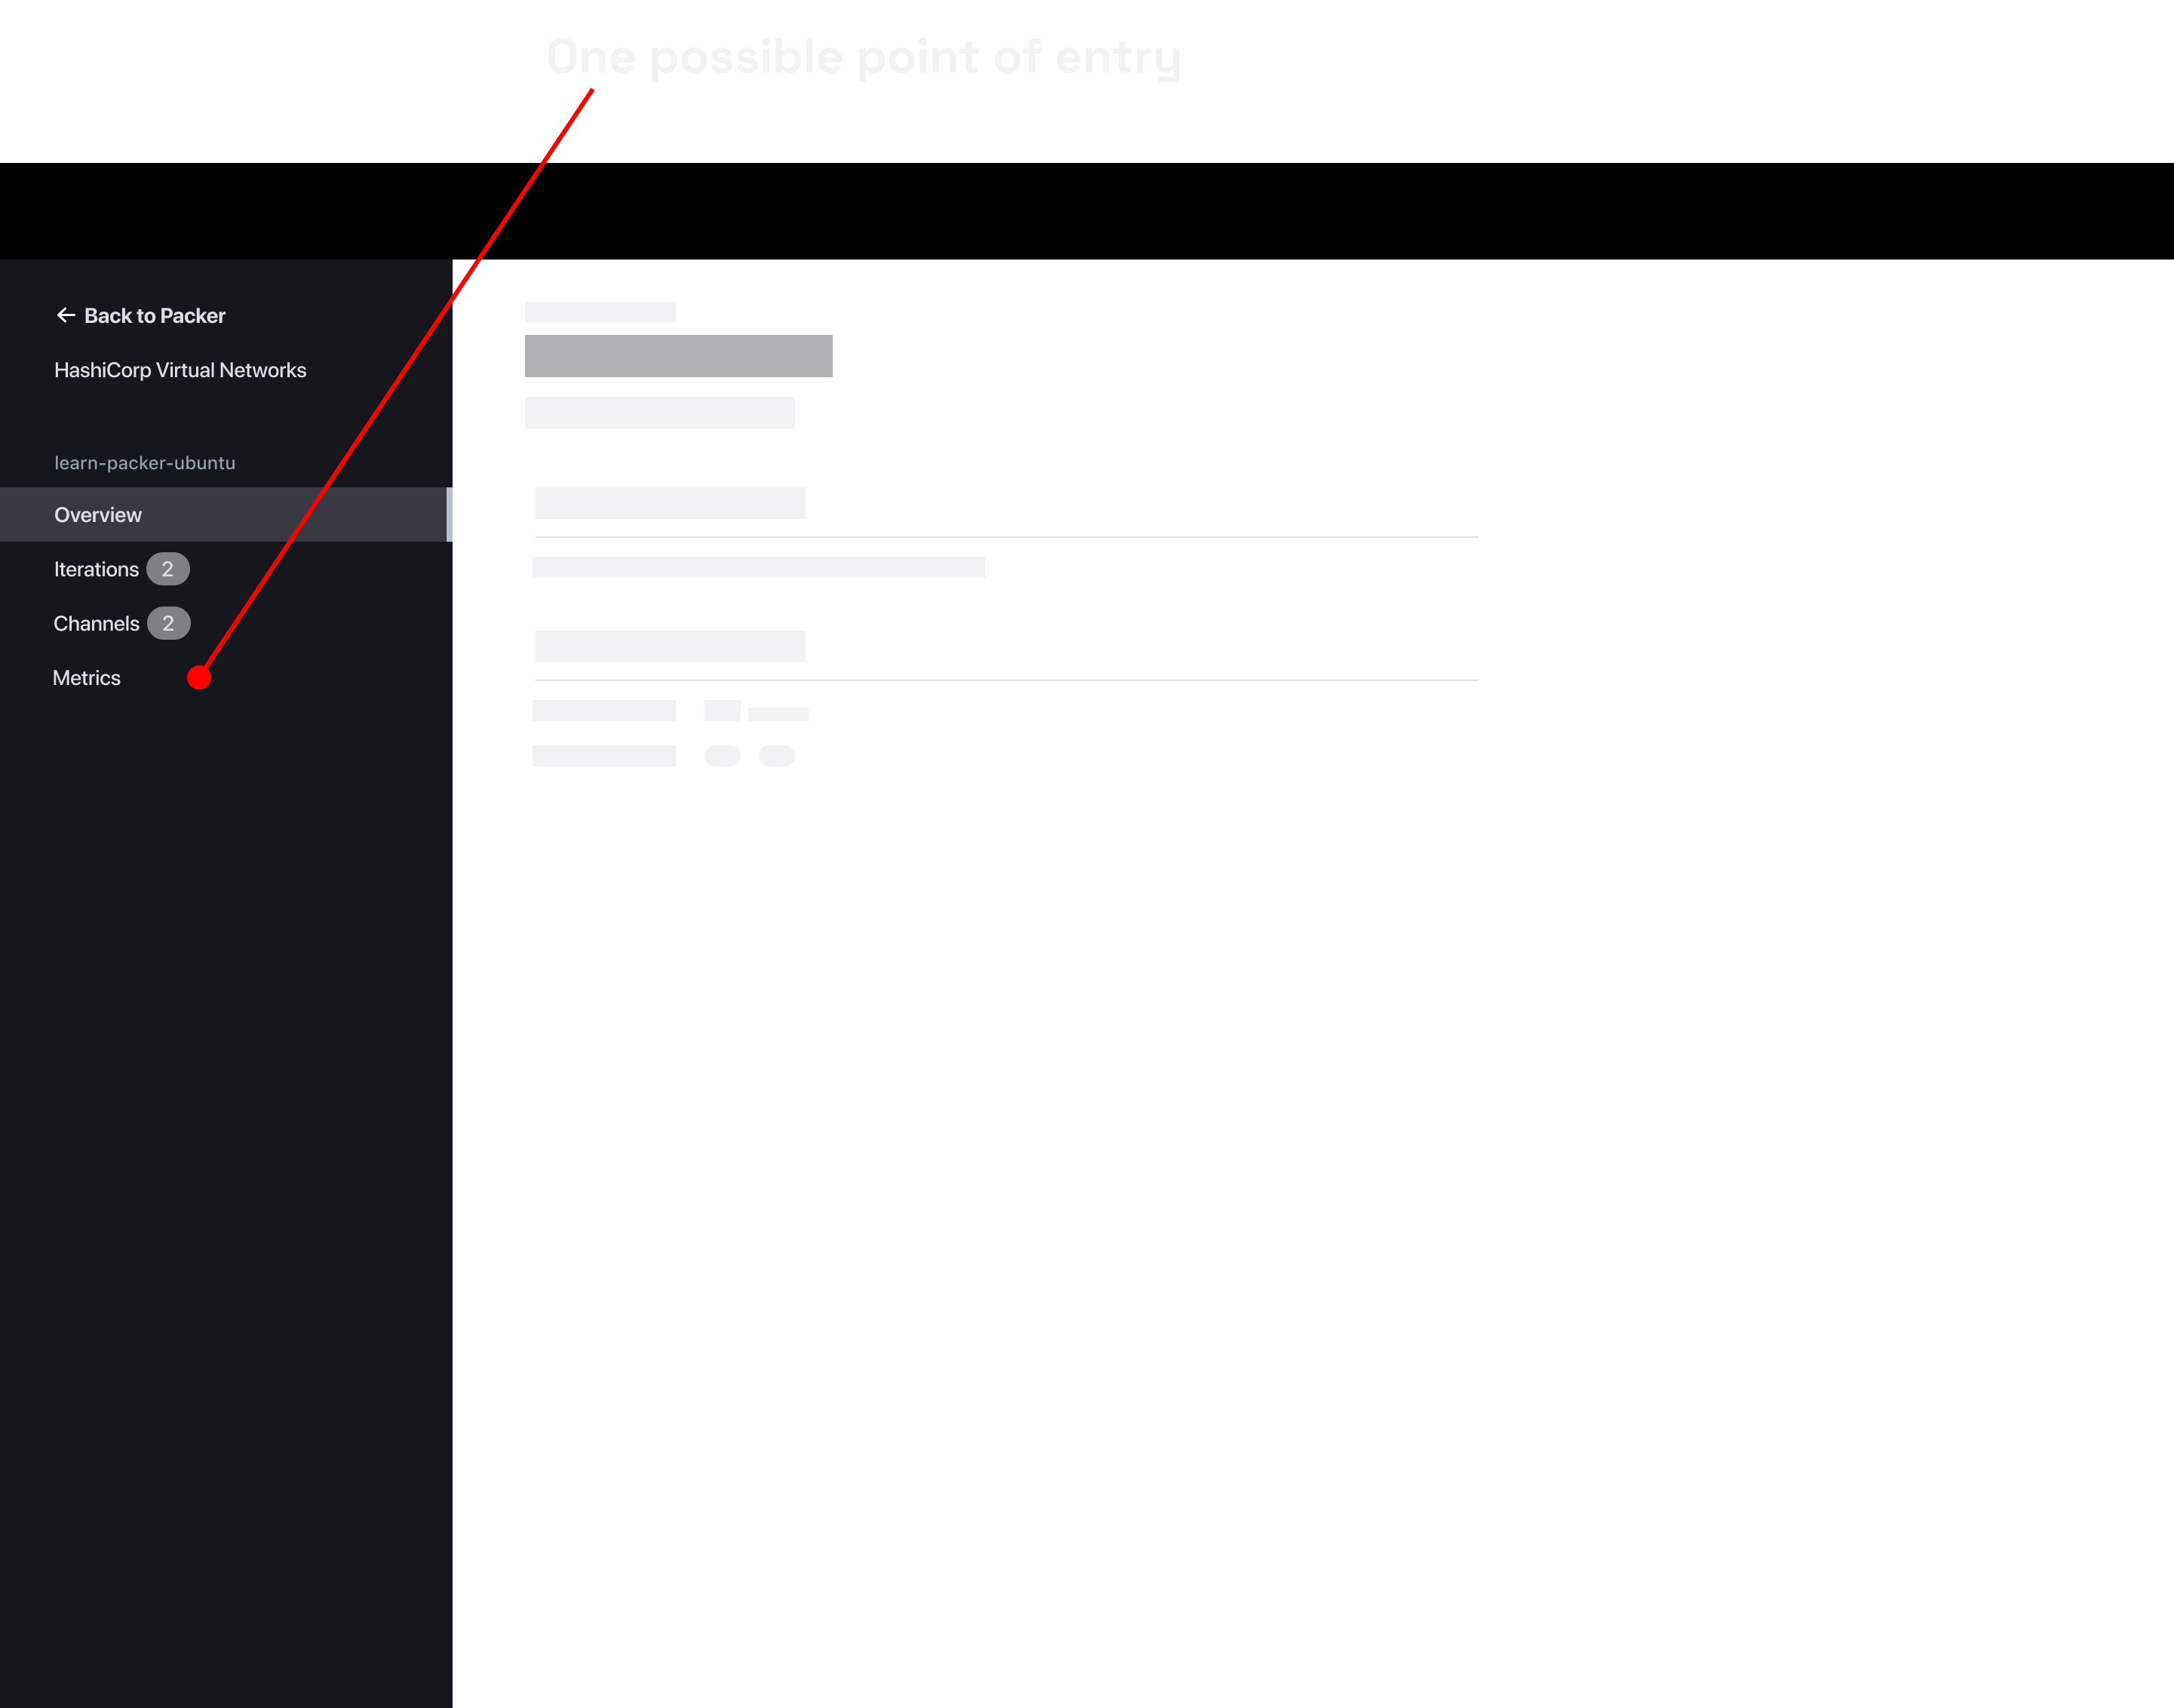 One possible point of entry
Back to Packer
HashiCorp Virtual Networks
learn-packer-ubuntu
Overview
Iterations 2
Channels 2
Metrics